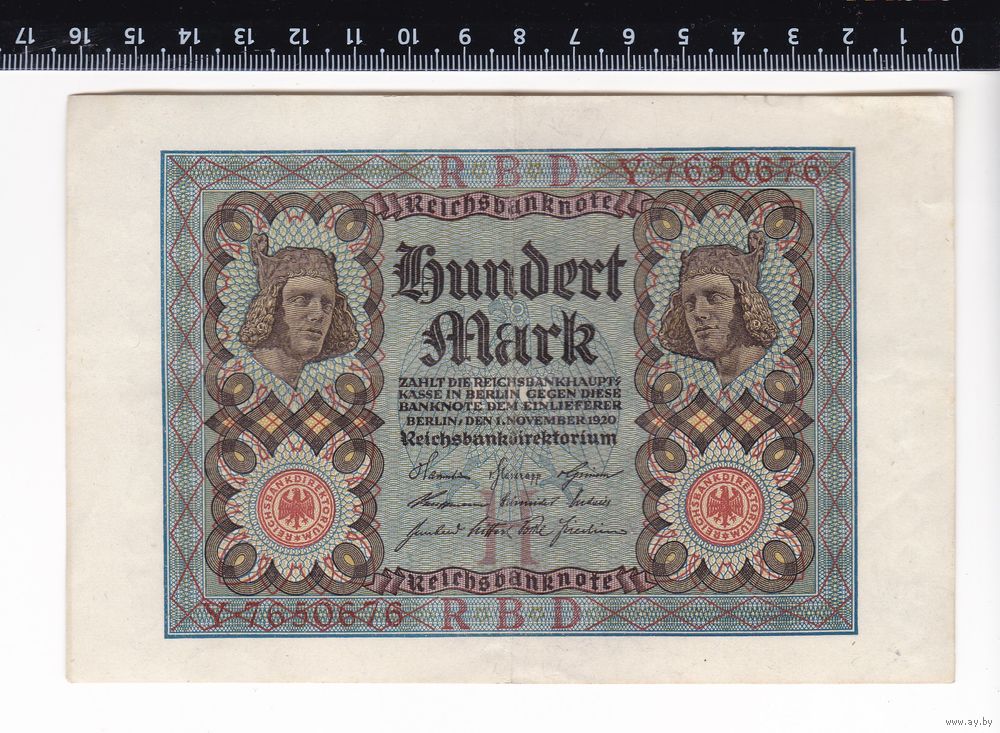 17 16 15 14 13 12 11 10 9 8 7 6 5 4 3 2 1 0
R B D Y·7650676
Reichsbanknote
Hundert
Mark
ZAHLT DIE REICHSBANKHAUPT⸗
KASSE IN BERLIN GEGEN DIESE
BANKNOTE DEM EINLIEFERER
BERLIN, DEN 1. NOVEMBER 1920
Reichsbankdirektorium
REICHSBANKDIREKTORIUM
REICHSBANKDIREKTORIUM
Reichsbanknote
Y·7650676 R B D
www.ay.by